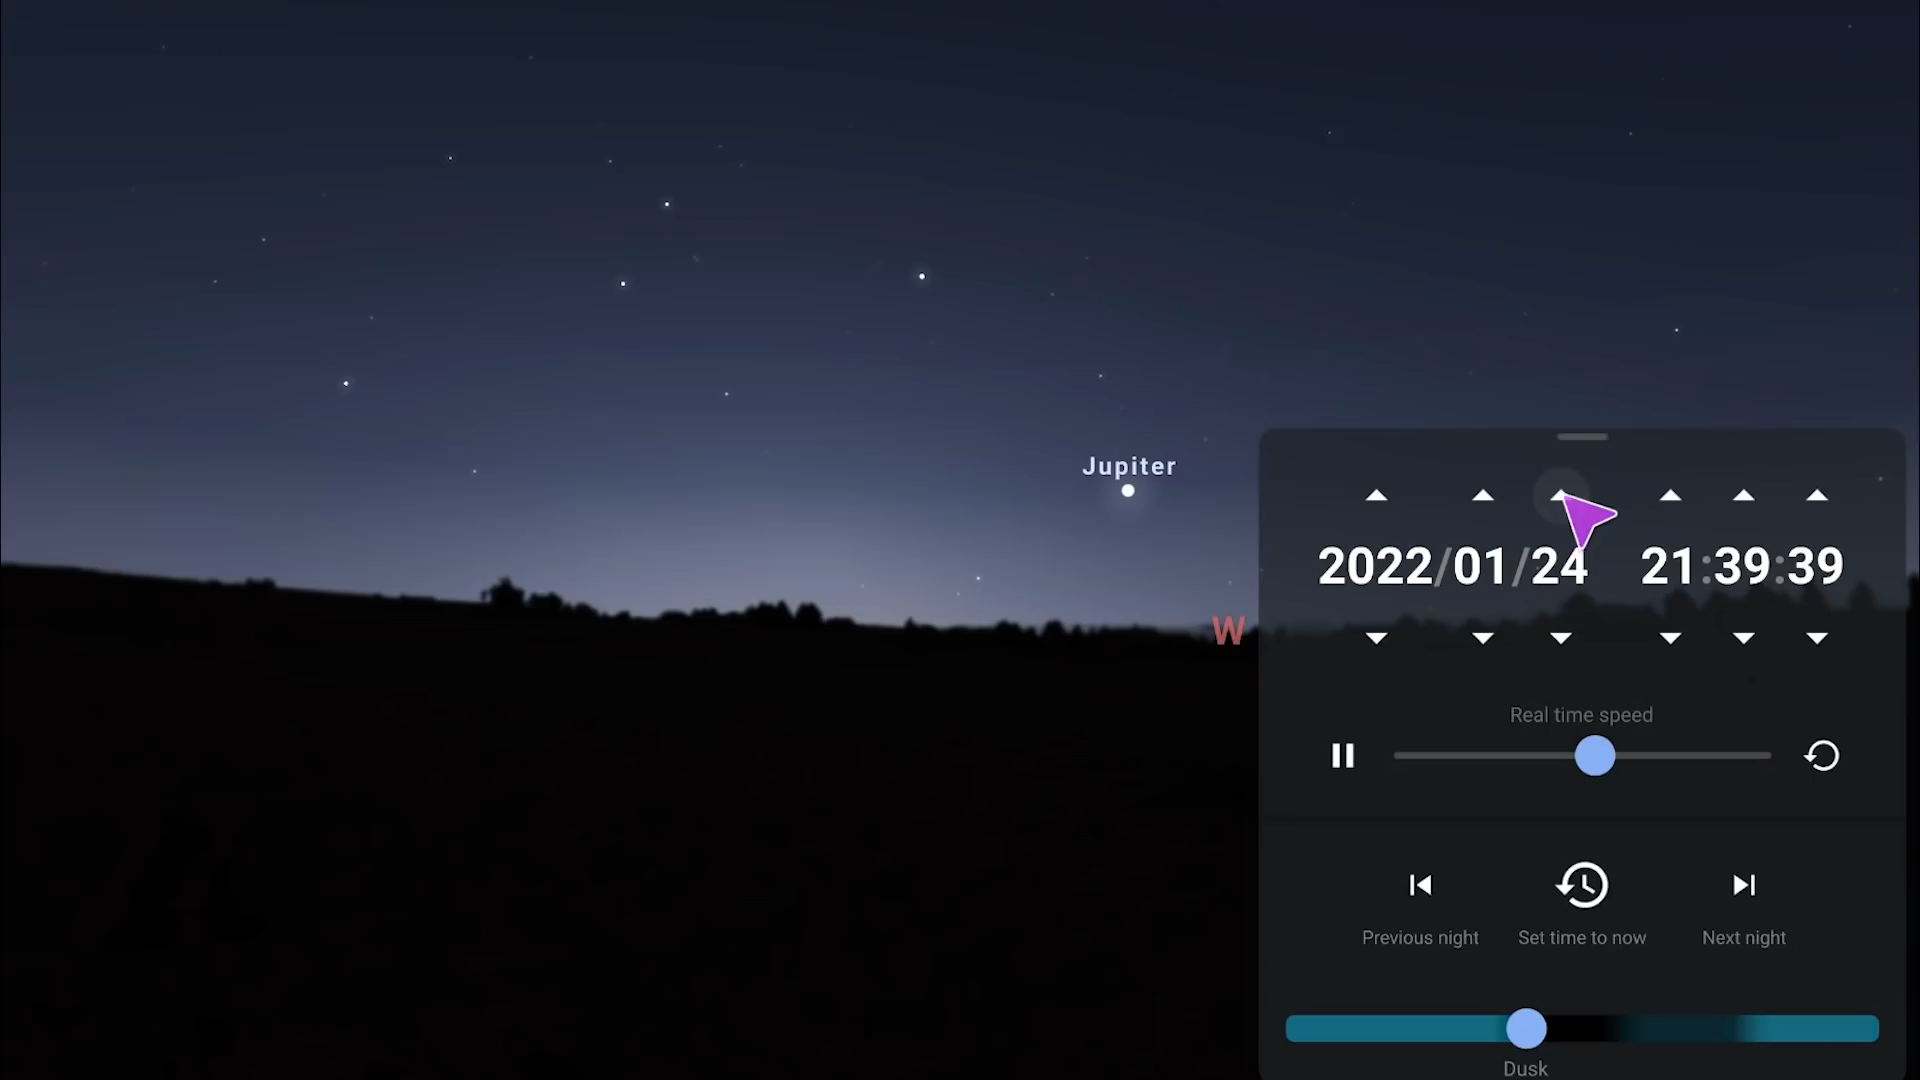 Jupiter
W
2022/01/24 21:39:39
Real time speed
Previous night Set time to now Next night
Dusk